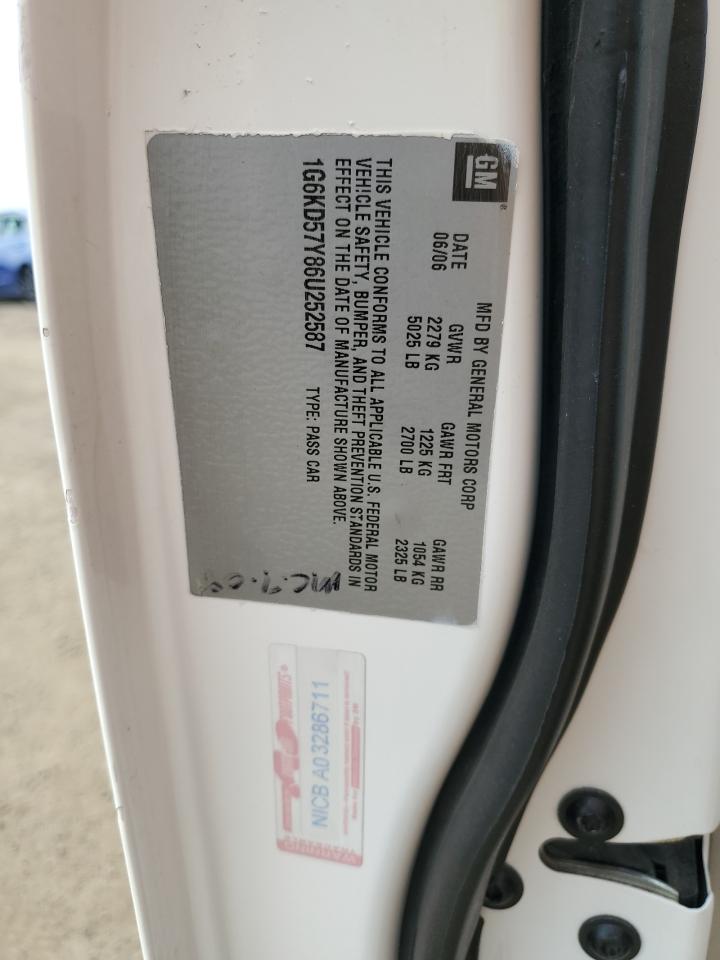 GM
MFD BY GENERAL MOTORS CORP
DATE GVWR GAWR FRT GAWR RR
06/06 2279 KG 1225 KG 1054 KG
5025 LB 2700 LB 2325 LB
THIS VEHICLE CONFORMS TO ALL APPLICABLE U.S. FEDERAL MOTOR
VEHICLE SAFETY, BUMPER, AND THEFT PREVENTION STANDARDS IN
EFFECT ON THE DATE OF MANUFACTURE SHOWN ABOVE.
1G6KD57Y86U252587 TYPE: PASS CAR
NICB A03286711
WARNING